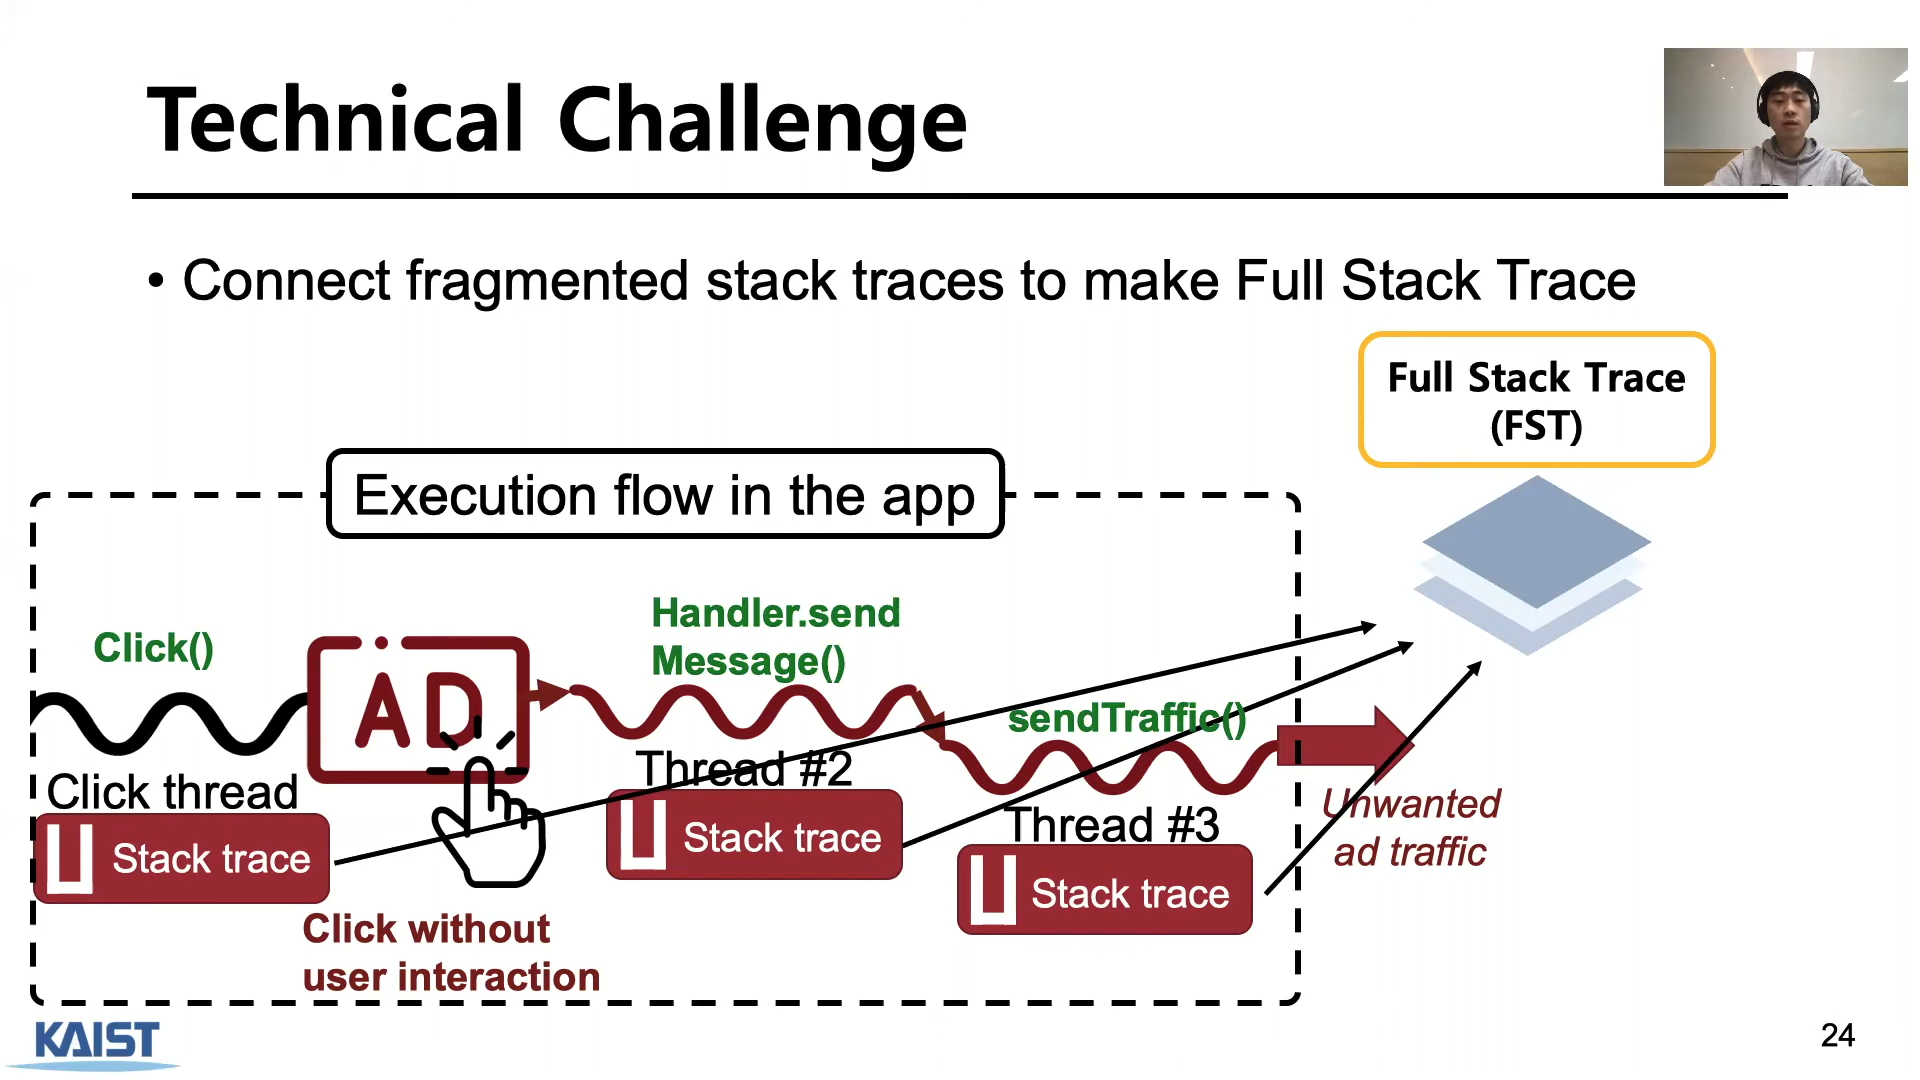 Technical Challenge
• Connect fragmented stack traces to make Full Stack Trace
Full Stack Trace
(FST)
Execution flow in the app
Click()
Handler.send
Message()
sendTraffic()
AD
Click thread
Thread #2
Thread #3
Stack trace
Stack trace
Stack trace
Unwanted
ad traffic
Click without
user interaction
KAIST
24